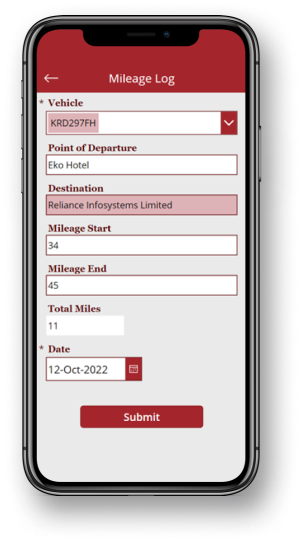 Mileage Log
* Vehicle
KRD297FH
Point of Departure
Eko Hotel
Destination
Reliance Infosystems Limited
Mileage Start
34
Mileage End
45
Total Miles
11
* Date
12-Oct-2022
Submit